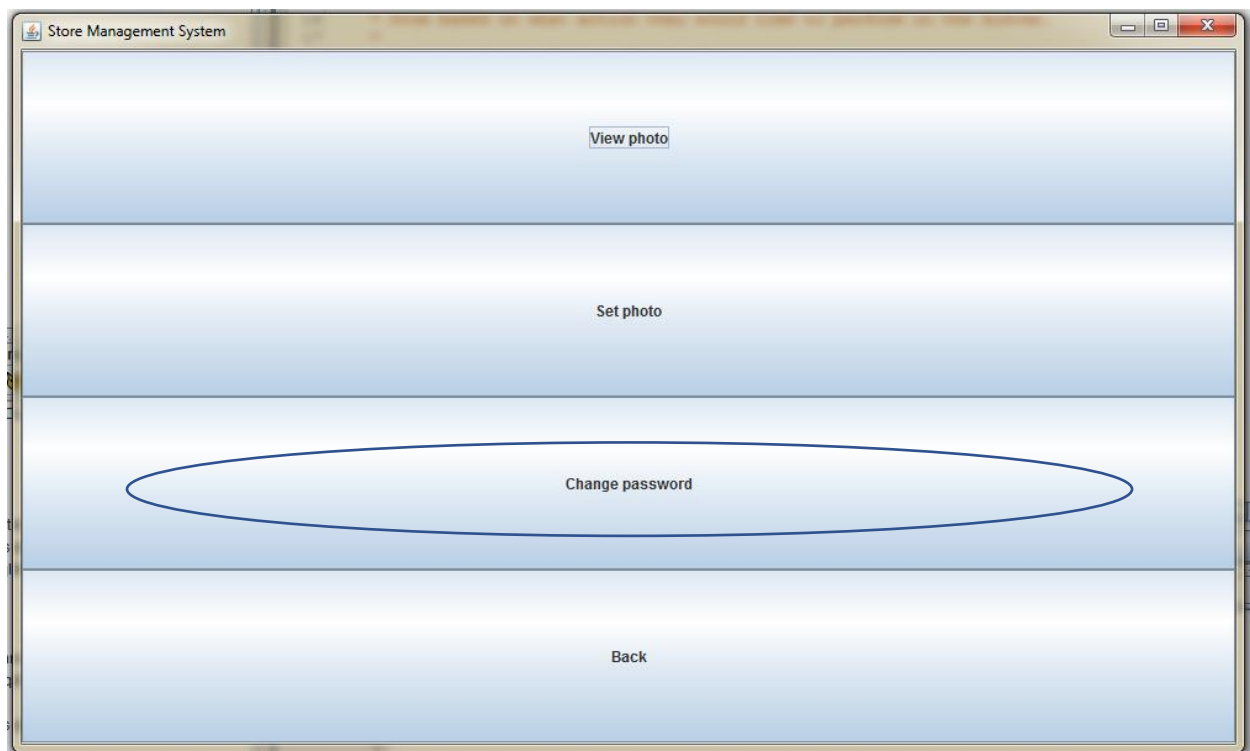 Store Management System
View photo
Set photo
Change password
Back